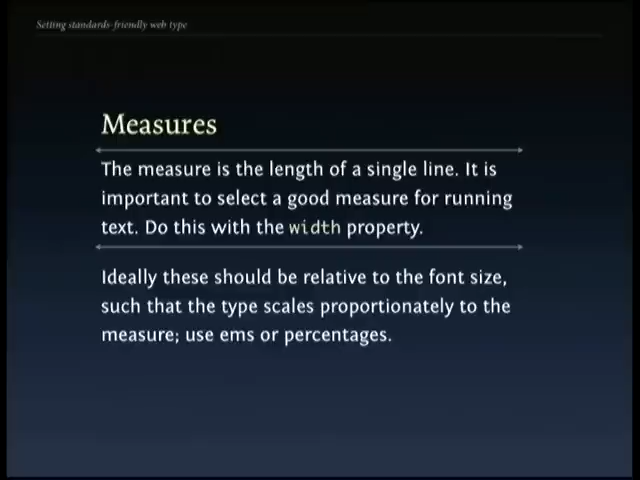 Setting standards-friendly web type
Measures
The measure is the length of a single line. It is
important to select a good measure for running
text. Do this with the width property.
Ideally these should be relative to the font size,
such that the type scales proportionately to the
measure; use ems or percentages.